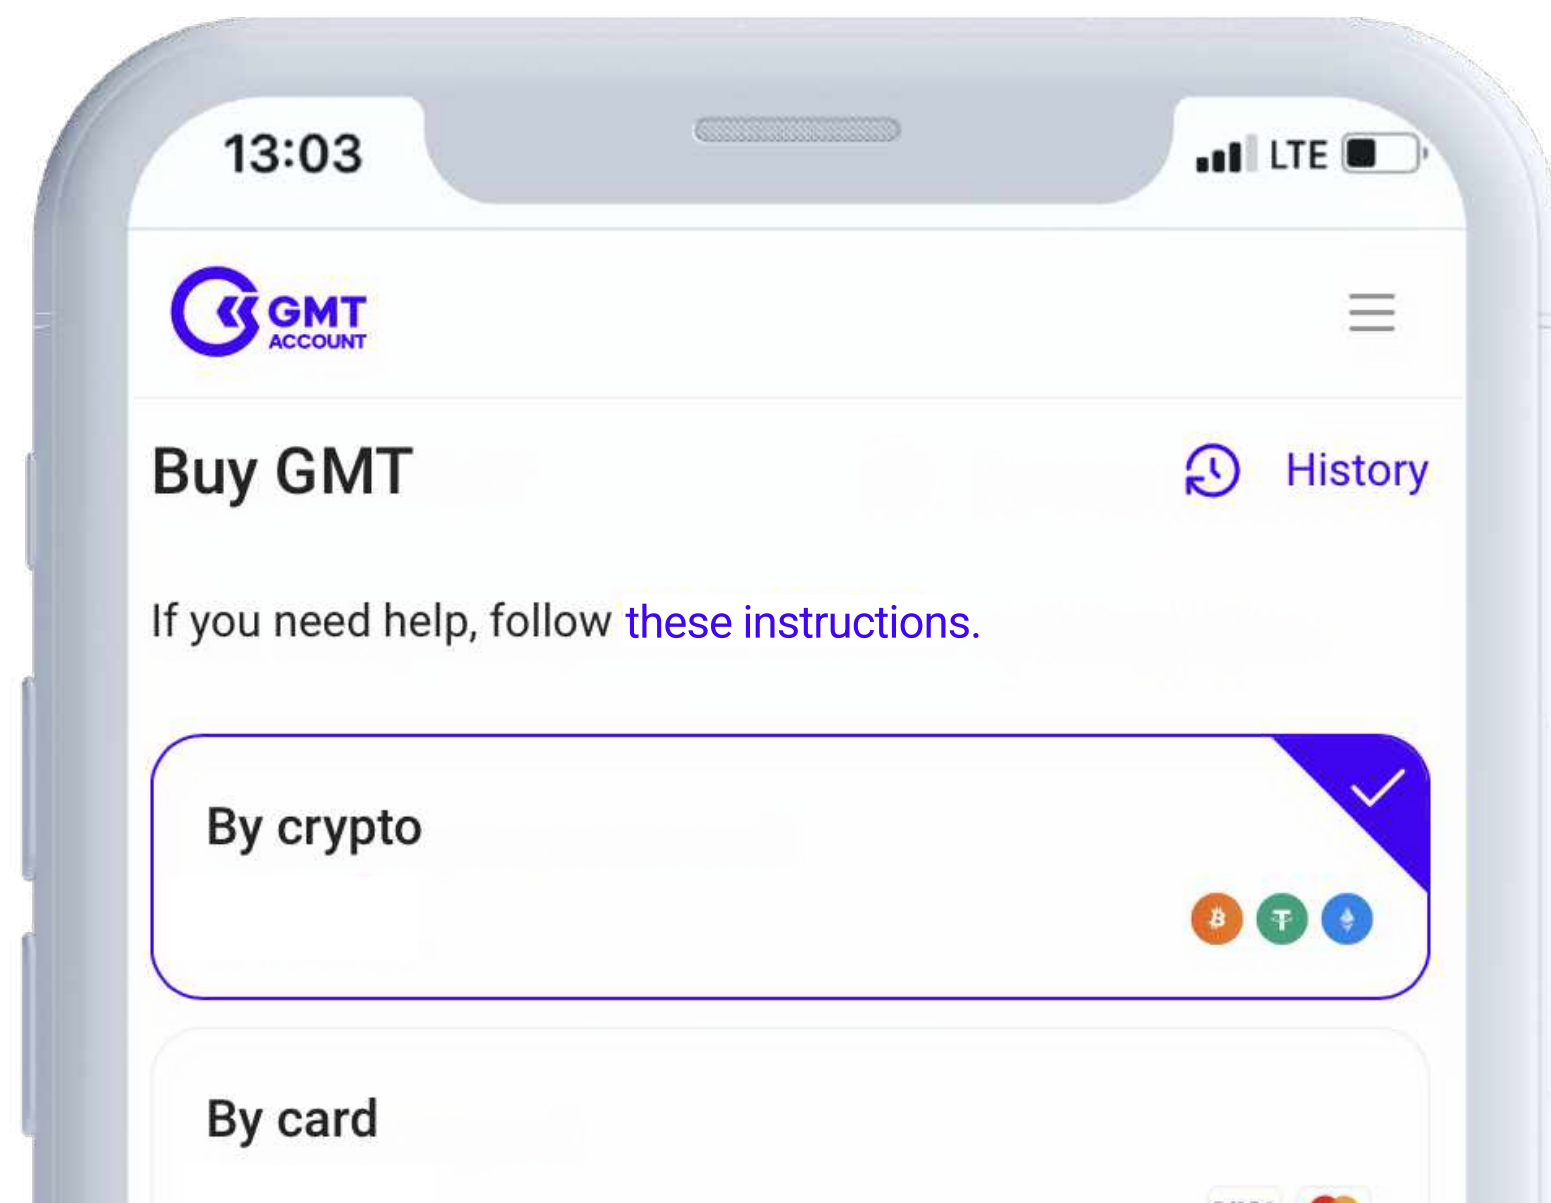 13:03
LTE
GMT
ACCOUNT
Buy GMT
History
If you need help, follow these instructions.
By crypto
By card